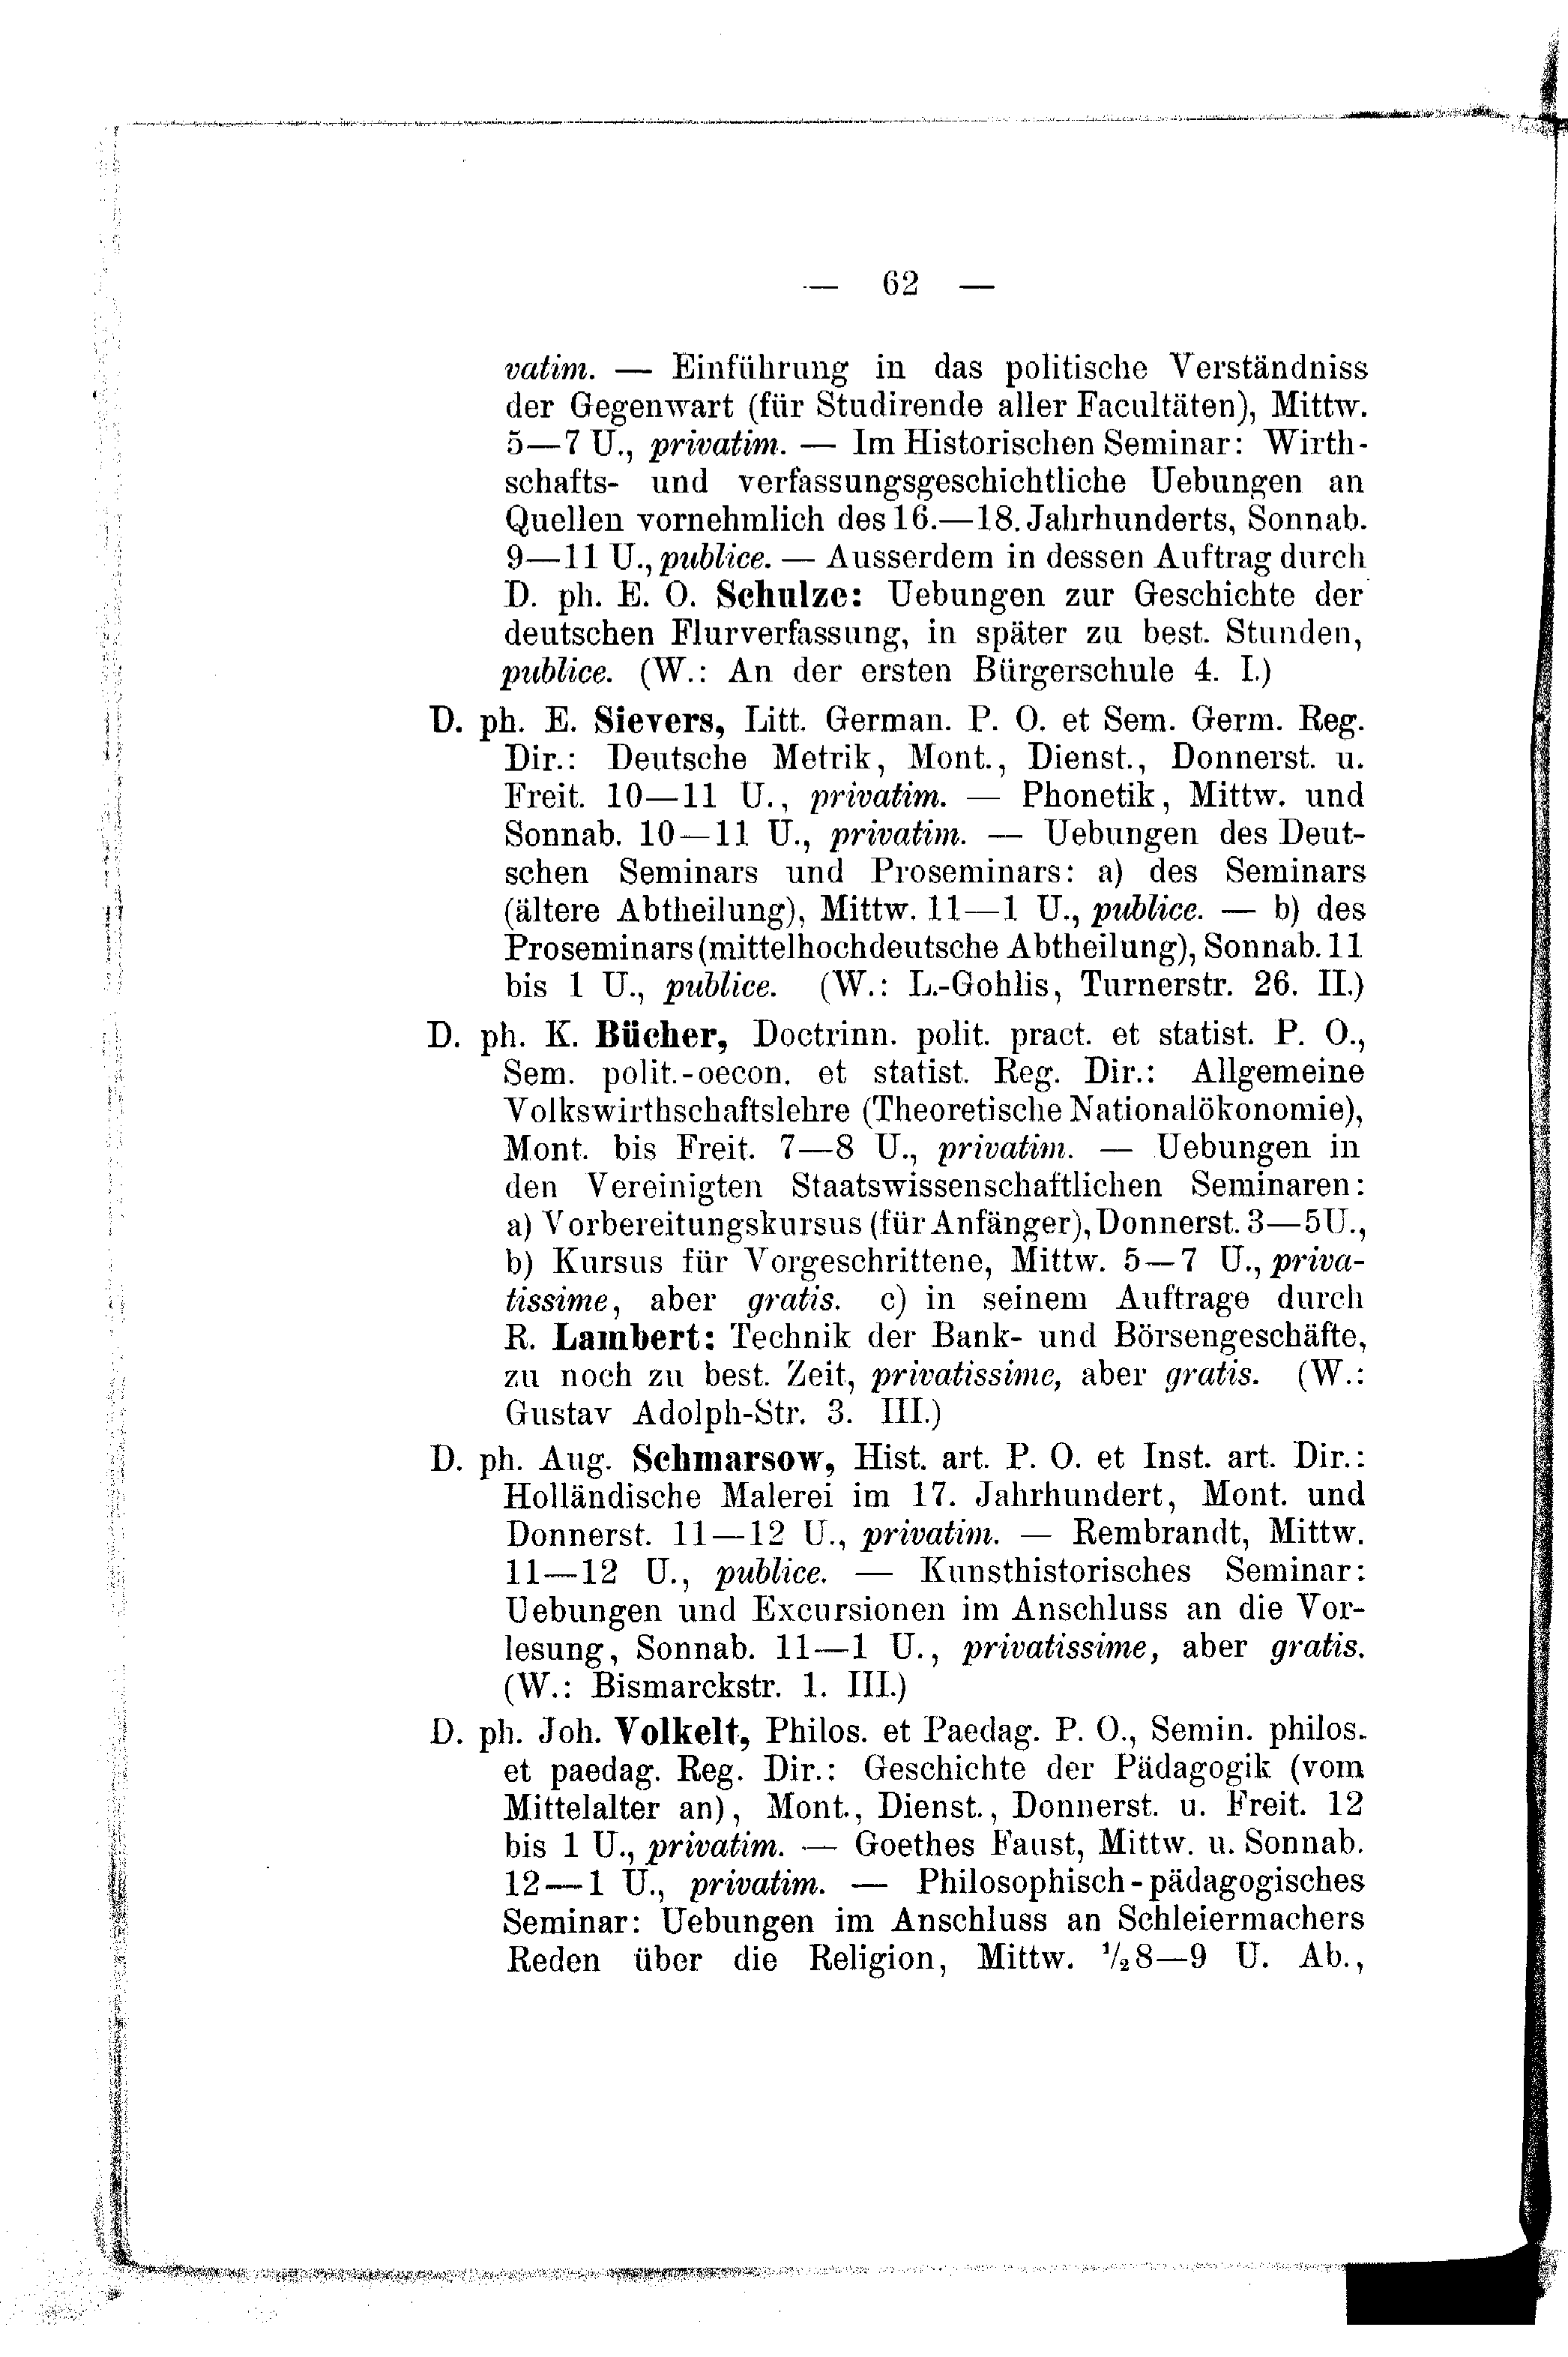 — 62 —
vatim. — Einführung in das politische Verständniss
der Gegenwart (für Studirende aller Facultäten), Mittw.
5—7 U., privatim. — Im Historischen Seminar: Wirth-
schafts- und verfassungsgeschichtliche Uebungen an
Quellen vornehmlich des 16.—18. Jahrhunderts, Sonnab.
9—11 U., publice. — Ausserdem in dessen Auftrag durch
D. ph. E. O. Schulze: Uebungen zur Geschichte der
deutschen Flurverfassung, in später zu best. Stunden,
publice. (W.: An der ersten Bürgerschule 4. I.)
D. ph. E. Sievers, Litt. German. P. O. et Sem. Germ. Reg.
Dir.: Deutsche Metrik, Mont., Dienst., Donnerst. u.
Freit. 10—11 U., privatim. — Phonetik, Mittw. und
Sonnab. 10—11 U., privatim. — Uebungen des Deut-
schen Seminars und Proseminars: a) des Seminars
(ältere Abtheilung), Mittw. 11—1 U., publice. — b) des
Proseminars (mittelhochdeutsche Abtheilung), Sonnab. 11
bis 1 U., publice. (W.: L.-Gohlis, Turnerstr. 26. II.)
D. ph. K. Bücher, Doctrinn. polit. pract. et statist. P. O.,
Sem. polit.-oecon. et statist. Reg. Dir.: Allgemeine
Volkswirthschaftslehre (Theoretische Nationalökonomie),
Mont. bis Freit. 7—8 U., privatim. — Uebungen in
den Vereinigten Staatswissenschaftlichen Seminaren:
a) Vorbereitungskursus (für Anfänger), Donnerst. 3—5 U.,
b) Kursus für Vorgeschrittene, Mittw. 5—7 U., priva-
tissime, aber gratis. c) in seinem Auftrage durch
R. Lambert: Technik der Bank- und Börsengeschäfte,
zu noch zu best. Zeit, privatissime, aber gratis. (W.:
Gustav Adolph-Str. 3. III.)
D. ph. Aug. Schmarsow, Hist. art. P. O. et Inst. art. Dir.:
Holländische Malerei im 17. Jahrhundert, Mont. und
Donnerst. 11—12 U., privatim. — Rembrandt, Mittw.
11—12 U., publice. — Kunsthistorisches Seminar:
Uebungen und Excursionen im Anschluss an die Vor-
lesung, Sonnab. 11—1 U., privatissime, aber gratis.
(W.: Bismarckstr. 1. III.)
D. ph. Joh. Volkelt, Philos. et Paedag. P. O., Semin. philos.
et paedag. Reg. Dir.: Geschichte der Pädagogik (vom
Mittelalter an), Mont., Dienst., Donnerst. u. Freit. 12
bis 1 U., privatim. — Goethes Faust, Mittw. u. Sonnab.
12—1 U., privatim. — Philosophisch-pädagogisches
Seminar: Uebungen im Anschluss an Schleiermachers
Reden über die Religion, Mittw. ½8—9 U. Ab.,